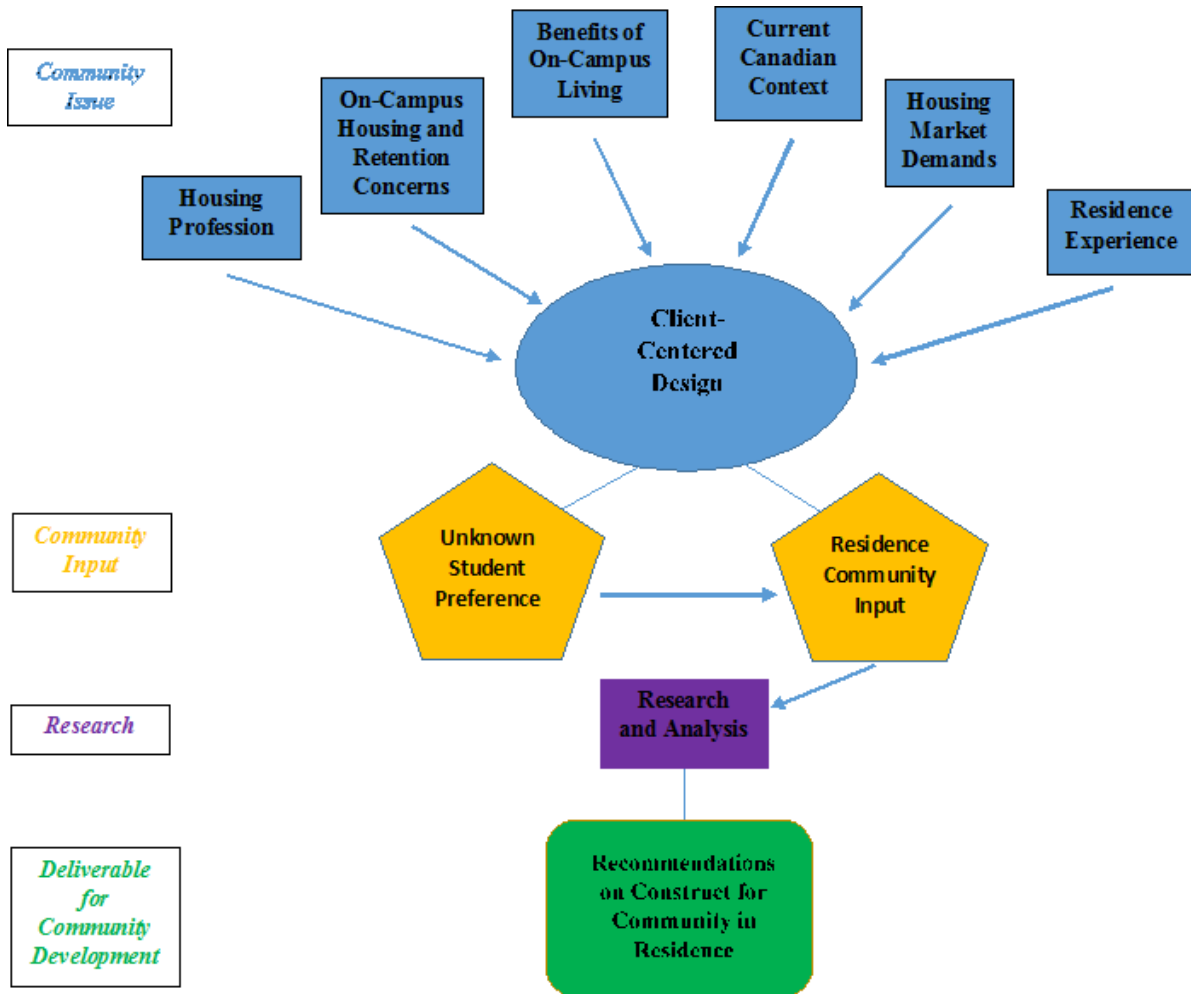 Community
Issue
Benefits of
On-Campus
Living
Current
Canadian
Context
On-Campus
Housing and
Retention
Concerns
Housing
Market
Demands
Housing
Profession
Residence
Experience
Client-
Centered
Design
Community
Input
Unknown
Student
Preference
Residence
Community
Input
Research
Research
and Analysis
Deliverable
for
Community
Development
Recommendations
on Construct for
Community in
Residence